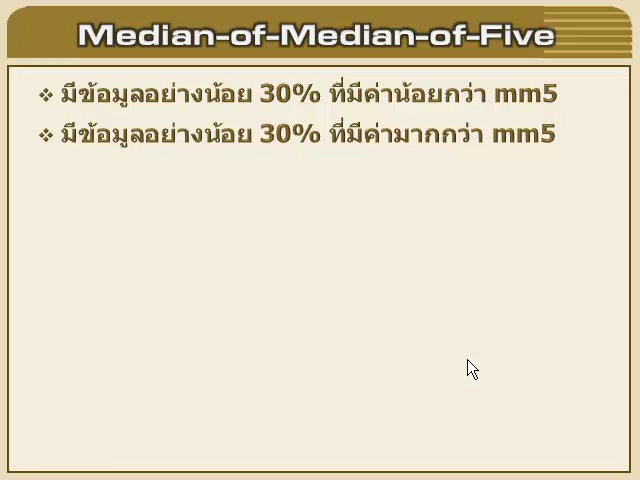 Median-of-Median-of-Five
มีข้อมูลอย่างน้อย 30% ที่มีค่าน้อยกว่า mm5
มีข้อมูลอย่างน้อย 30% ที่มีค่ามากกว่า mm5